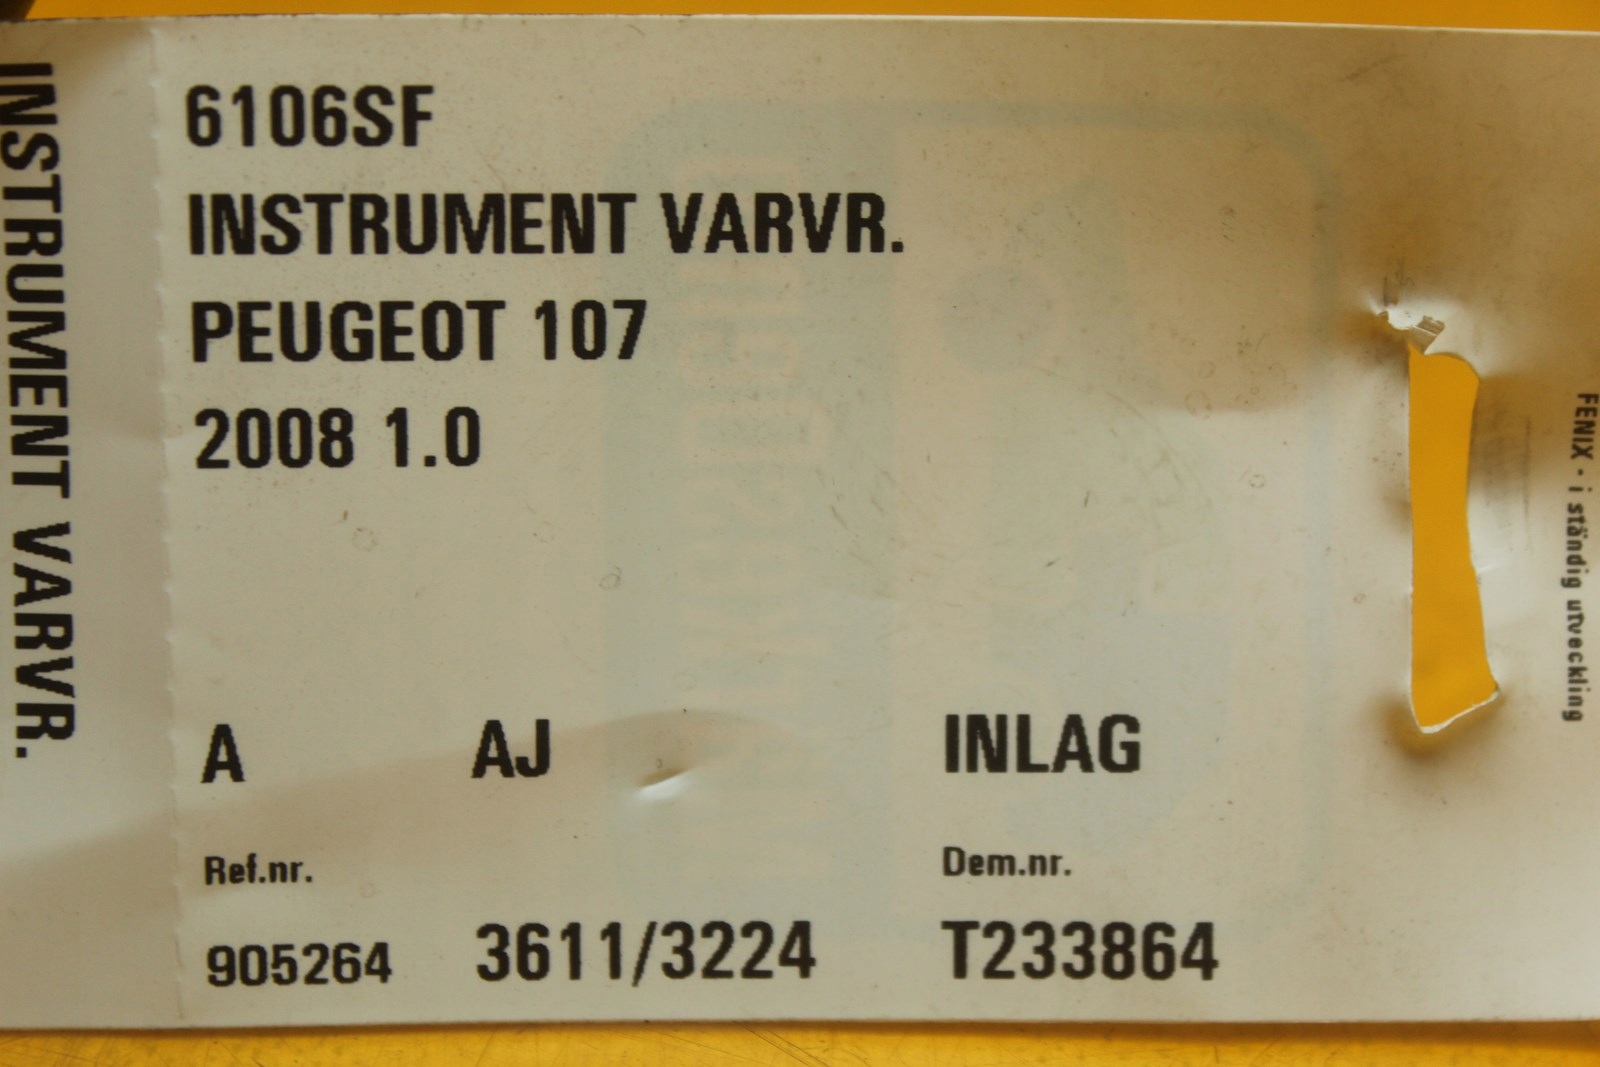 INSTRUMENT VARVR.
6106SF
INSTRUMENT VARVR.
PEUGEOT 107
2008 1.0
A AJ INLAG
Ref.nr. Dem.nr.
905264 3611/3224 T233864
FENIX - i ständig utveckling